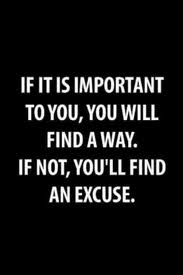 IF IT IS IMPORTANT
TO YOU, YOU WILL
FIND A WAY.
IF NOT, YOU'LL FIND
AN EXCUSE.